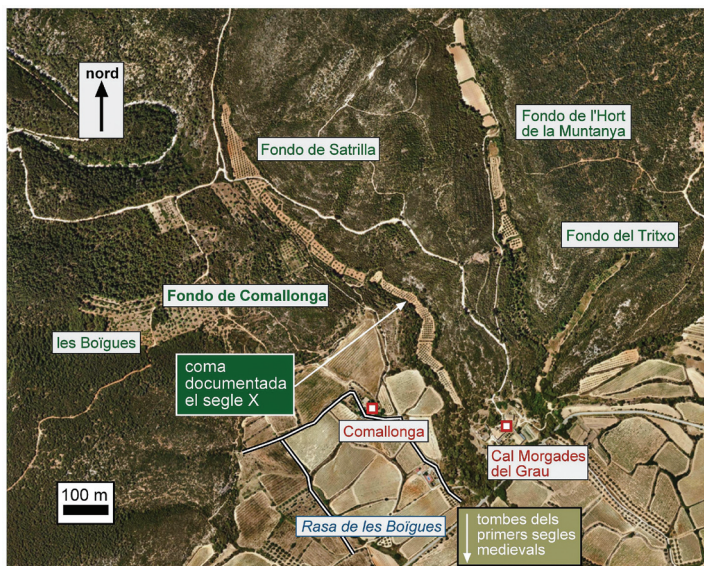 nord
Fondo de Satrilla
Fondo de l'Hort
de la Muntanya
Fondo del Tritxo
Fondo de Comallonga
les Boïgues
coma
documentada
el segle X
Comallonga
Cal Morgades
del Grau
100 m
Rasa de les Boïgues
tombes dels
primers segles
medievals